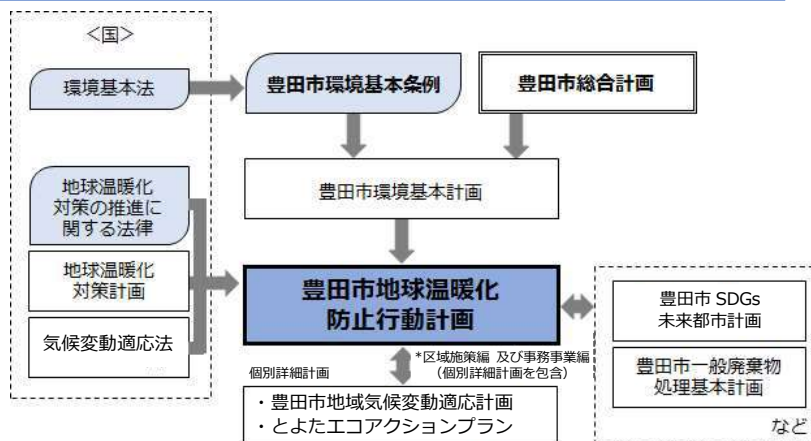 <国>
環境基本法
豊田市環境基本条例
豊田市総合計画
地球温暖化
対策の推進に
関する法律
豊田市環境基本計画
地球温暖化
対策計画
豊田市地球温暖化
防止行動計画
豊田市 SDGs
未来都市計画
気候変動適応法
*区域施策編 及び事務事業編
(個別詳細計画を包含)
個別詳細計画
豊田市一般廃棄物
処理基本計画
・豊田市地域気候変動適応計画
・とよたエコアクションプラン
など